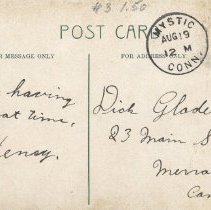 #3 1.50
POST CARD
R MESSAGE ONLY
FOR ADDRESS ONLY
MYSTIC
AUG 19
12 M
CONN.
having
at time,
Henry.
Dick Glade
23 Main S
Merra